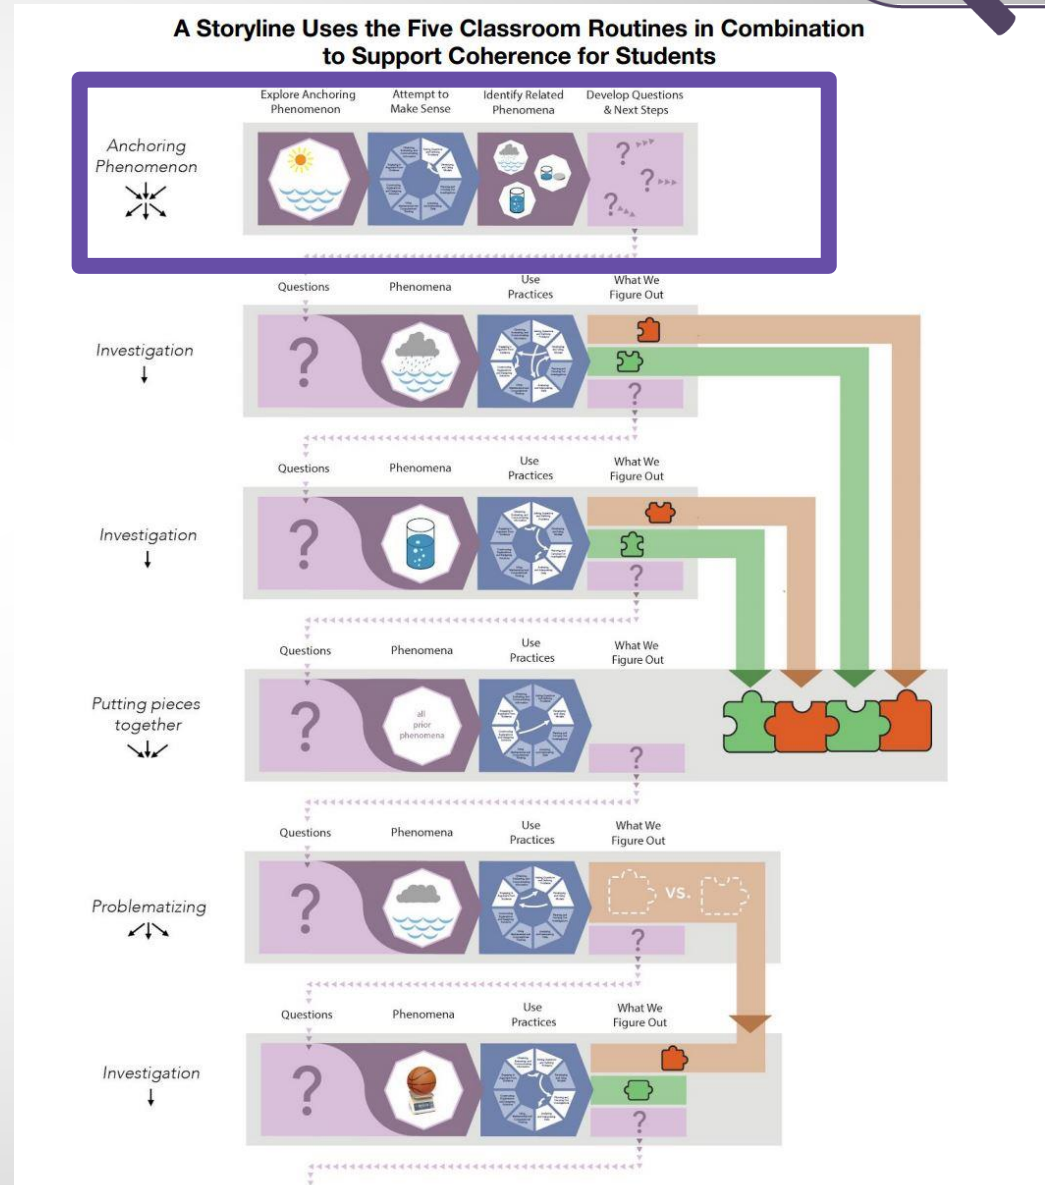 A Storyline Uses the Five Classroom Routines in Combination
to Support Coherence for Students
Explore Anchoring
Phenomenon
Attempt to
Make Sense
Identify Related
Phenomena
Develop Questions
& Next Steps
Anchoring
Phenomenon
?
?
?
Questions
Phenomena
Use
Practices
What We
Figure Out
Investigation
?
?
Questions
Phenomena
Use
Practices
What We
Figure Out
Investigation
?
?
Questions
Phenomena
Use
Practices
What We
Figure Out
Putting pieces
together
?
all
prior
phenomena
?
Questions
Phenomena
Use
Practices
What We
Figure Out
Problematizing
?
vs.
?
Questions
Phenomena
Use
Practices
What We
Figure Out
Investigation
?
?